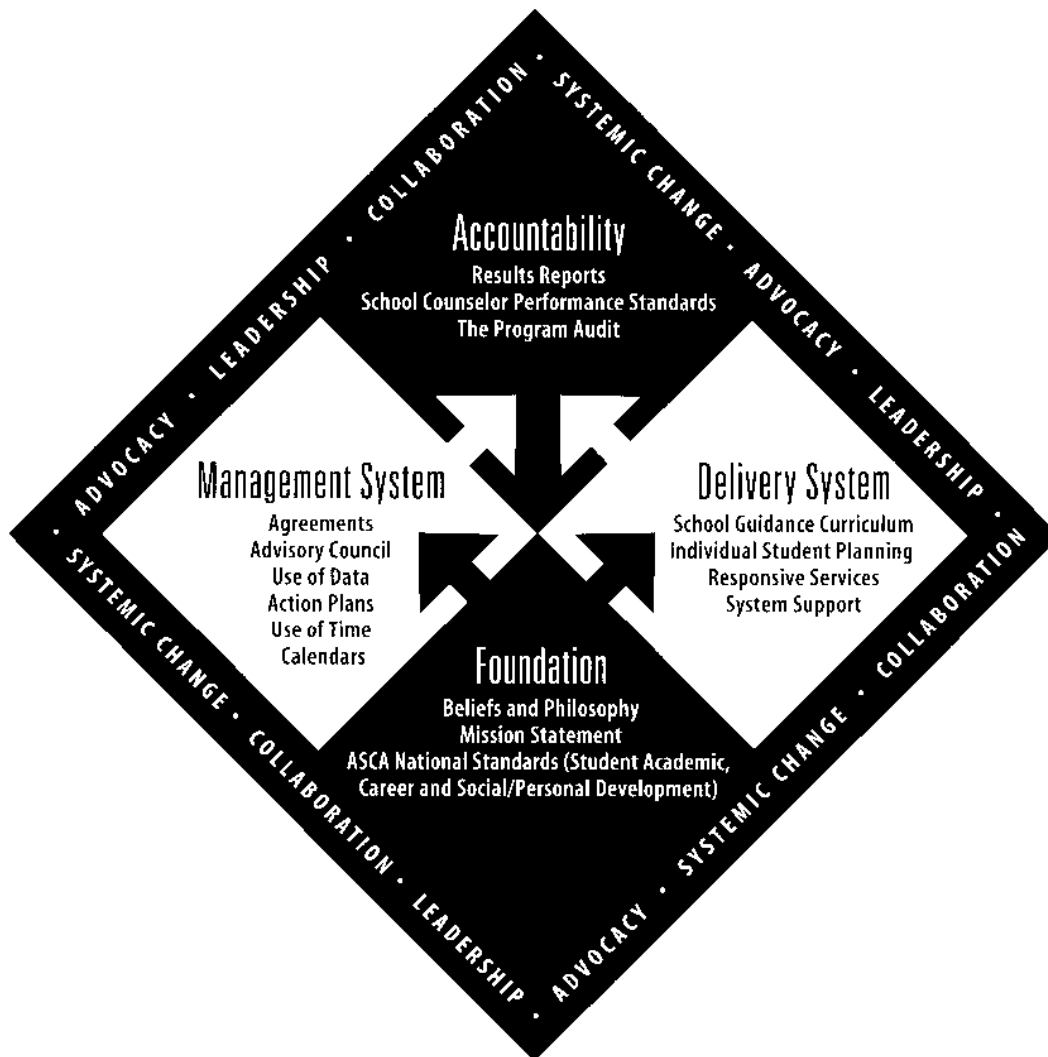 ADVOCACY · LEADERSHIP · COLLABORATION ·
SYSTEMIC CHANGE · ADVOCACY · LEADERSHIP ·
Accountability
Results Reports
School Counselor Performance Standards
The Program Audit
Management System
Agreements
Advisory Council
Use of Data
Action Plans
Use of Time
Calendars
Delivery System
School Guidance Curriculum
Individual Student Planning
Responsive Services
System Support
Foundation
Beliefs and Philosophy
Mission Statement
ASCA National Standards (Student Academic,
Career and Social/Personal Development)
· SYSTEMIC CHANGE · COLLABORATION · LEADERSHIP ·
ADVOCACY · SYSTEMIC CHANGE · COLLABORATION